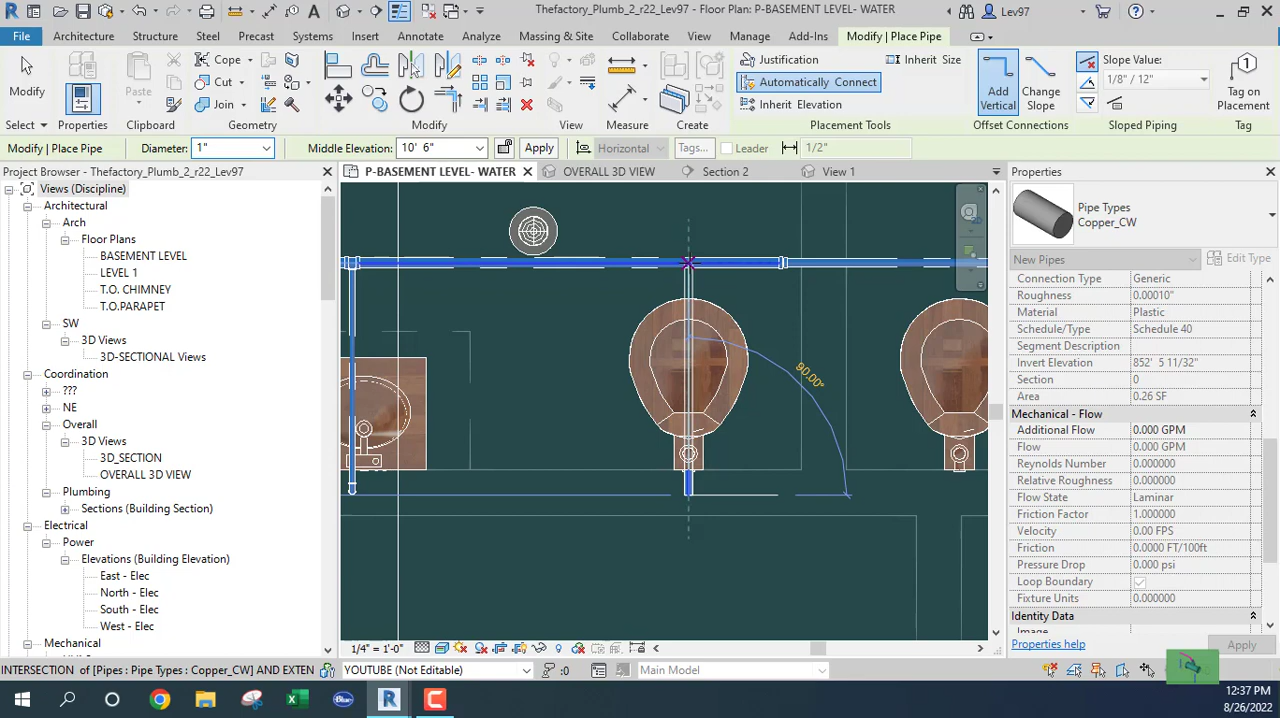 Thefactory_Plumb_2_r22_Lev97 - Floor Plan: P-BASEMENT LEVEL- WATER
Lev97
File Architecture Structure Steel Precast Systems Insert Annotate Analyze Massing & Site Collaborate View Manage Add-Ins Modify | Place Pipe
Modify
Cope
Cut
Join
Justification
Automatically Connect
Inherit Elevation
Inherit Size
Add Vertical
Change Slope
Slope Value:
1/8" / 12"
Tag on Placement
Select Properties Clipboard Geometry Modify View Measure Create Placement Tools Offset Connections Sloped Piping Tag
Modify | Place Pipe Diameter: 1" Middle Elevation: 10' 6" Apply Horizontal Tags... Leader 1/2"
Project Browser - Thefactory_Plumb_2_r22_Lev97
P-BASEMENT LEVEL- WATER OVERALL 3D VIEW Section 2 View 1
Views (Discipline)
Architectural
Arch
Floor Plans
BASEMENT LEVEL
LEVEL 1
T.O. CHIMNEY
T.O.PARAPET
SW
3D Views
3D-SECTIONAL Views
Coordination
???
NE
Overall
3D Views
3D_SECTION
OVERALL 3D VIEW
Plumbing
Sections (Building Section)
Electrical
Power
Elevations (Building Elevation)
East - Elec
North - Elec
South - Elec
West - Elec
Mechanical
90.00°
Properties
Pipe Types
Copper_CW
New Pipes Edit Type
Connection Type Generic
Roughness 0.00010"
Material Plastic
Schedule/Type Schedule 40
Segment Description
Invert Elevation 852' 5 11/32"
Section 0
Area 0.26 SF
Mechanical - Flow
Additional Flow 0.000 GPM
Flow 0.000 GPM
Reynolds Number 0.000000
Relative Roughness 0.000000
Flow State Laminar
Friction Factor 1.000000
Velocity 0.00 FPS
Friction 0.0000 FT/100ft
Pressure Drop 0.000 psi
Loop Boundary
Fixture Units 0.000000
Identity Data
Properties help Apply
1/4" = 1'-0"
INTERSECTION of [Pipes : Pipe Types : Copper_CW] AND EXTEN YOUTUBE (Not Editable) :0 Main Model
12:37 PM
8/26/2022